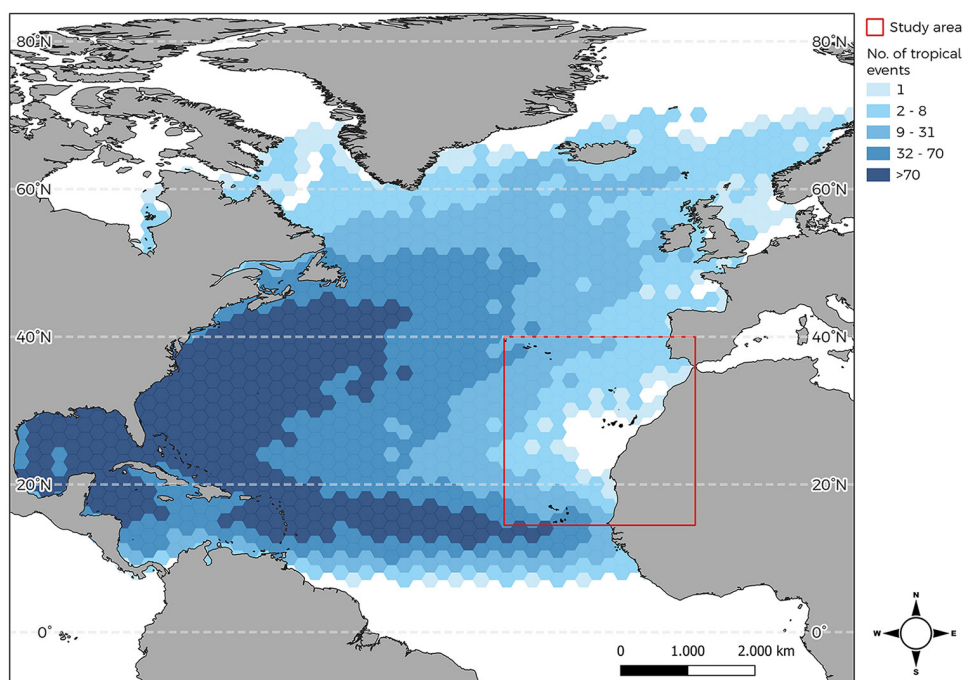 80°N
80°N
60°N
60°N
40°N
40°N
20°N
20°N
0°
0°
0 1.000 2.000 km
Study area
No. of tropical
events
1
2 - 8
9 - 31
32 - 70
>70
N
W E
S